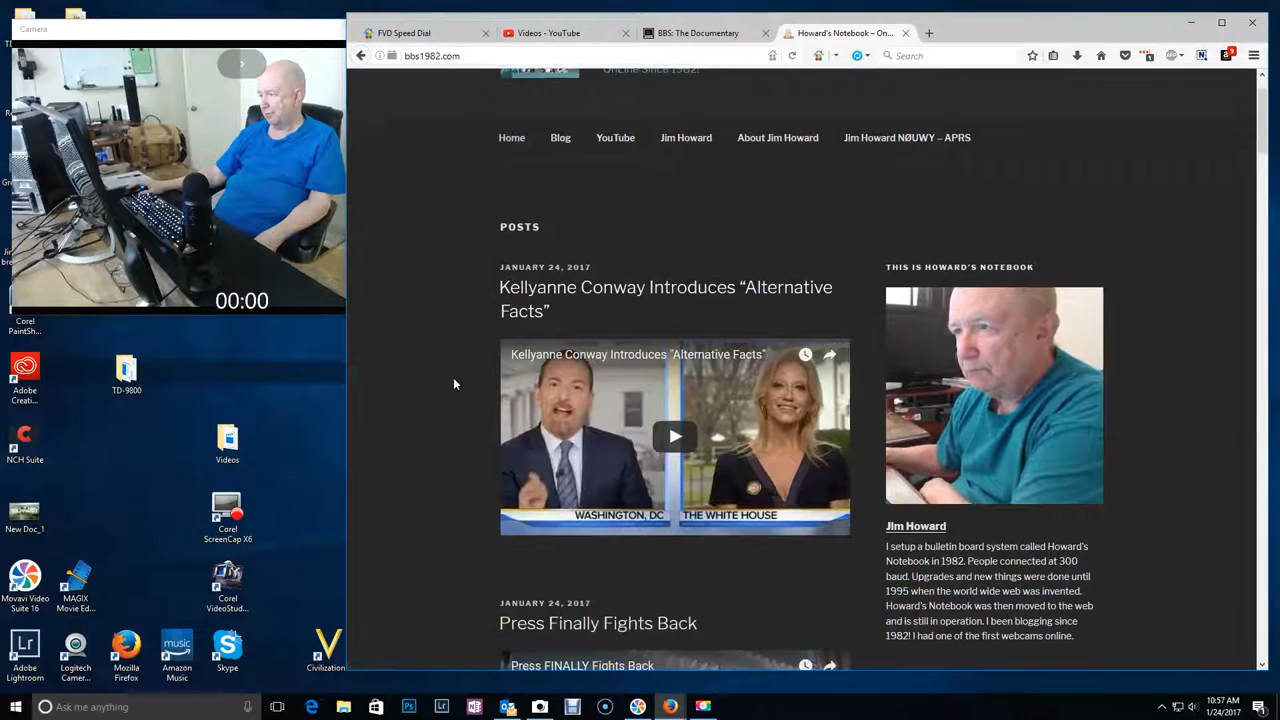 Camera
FVD Speed Dial
Videos - YouTube
BBS: The Documentary
Howard's Notebook – On...
bbs1982.com
Search
9
OnLine Since 1982!
Home
Blog
YouTube
Jim Howard
About Jim Howard
Jim Howard NØUWY – APRS
00:00
POSTS
JANUARY 24, 2017
Kellyanne Conway Introduces “Alternative
Facts”
Kellyanne Conway Introduces "Alternative Facts"
WASHINGTON, DC
THE WHITE HOUSE
JANUARY 24, 2017
Press Finally Fights Back
Press FINALLY Fights Back
THIS IS HOWARD'S NOTEBOOK
Jim Howard
I setup a bulletin board system called Howard's
Notebook in 1982. People connected at 300
baud. Upgrades and new things were done until
1995 when the world wide web was invented.
Howard's Notebook was then moved to the web
and is still in operation. I been blogging since
1982! I had one of the first webcams online.
Corel
PaintSh...
Adobe
Creati...
TD-9800
NCH Suite
Videos
New Doc_1
Corel
ScreenCap X6
Movavi Video
Suite 16
MAGIX
Movie Ed...
Corel
VideoStud...
Adobe
Lightroom
Logitech
Camer...
Mozilla
Firefox
Amazon
Music
Skype
Civilization
Ask me anything
10:57 AM
1/24/2017